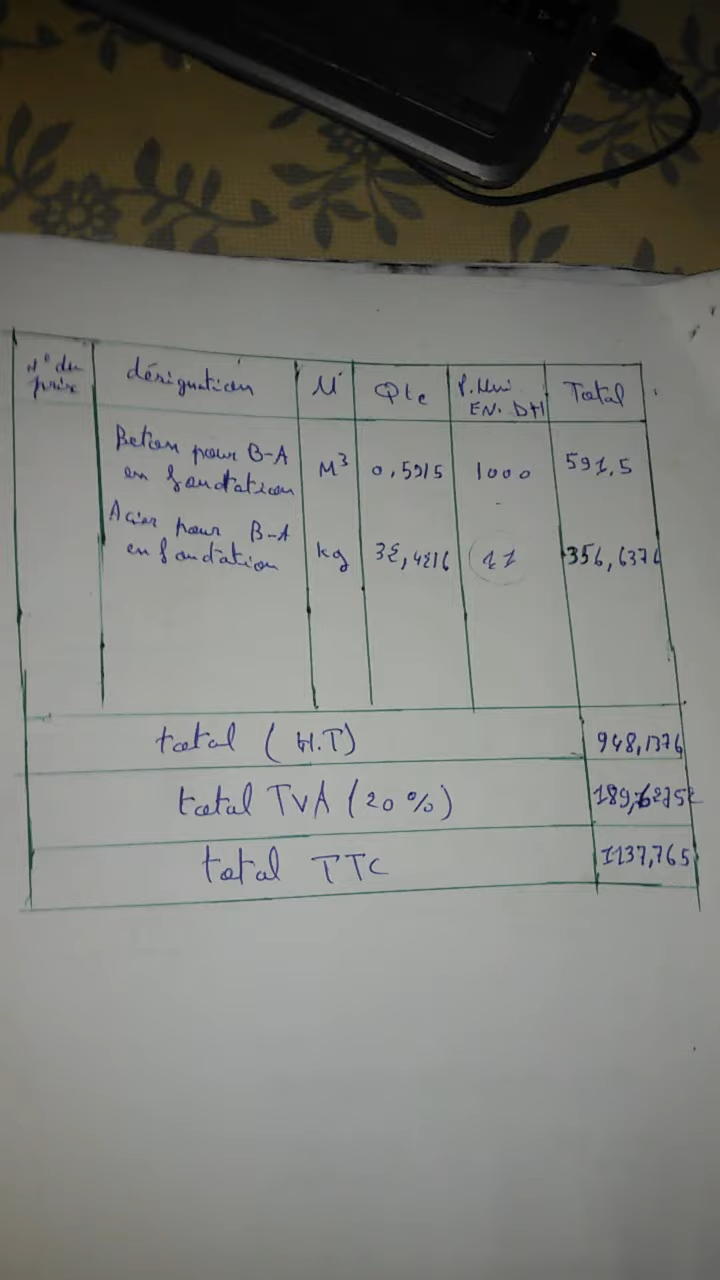 N° du prix désignation U Qte P.Uni EN. DH Total
Beton pour B-A
en fondation M³ 0,5915 1000 591,5
Acier pour B-A
en fondation kg 32,4216 11 356,6376
total (H.T) 948,1376
total TVA (20%) 189,62752
total TTC 1137,765